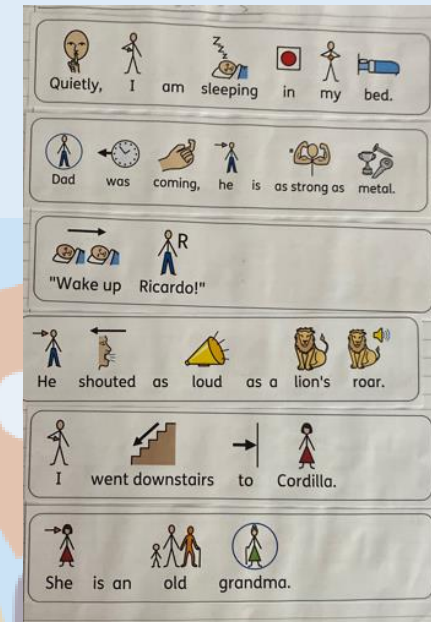 Quietly, I am sleeping in my bed.
Dad was coming, he is as strong as metal.
R
"Wake up Ricardo!"
He shouted as loud as a lion's roar.
I went downstairs to Cordilla.
She is an old grandma.